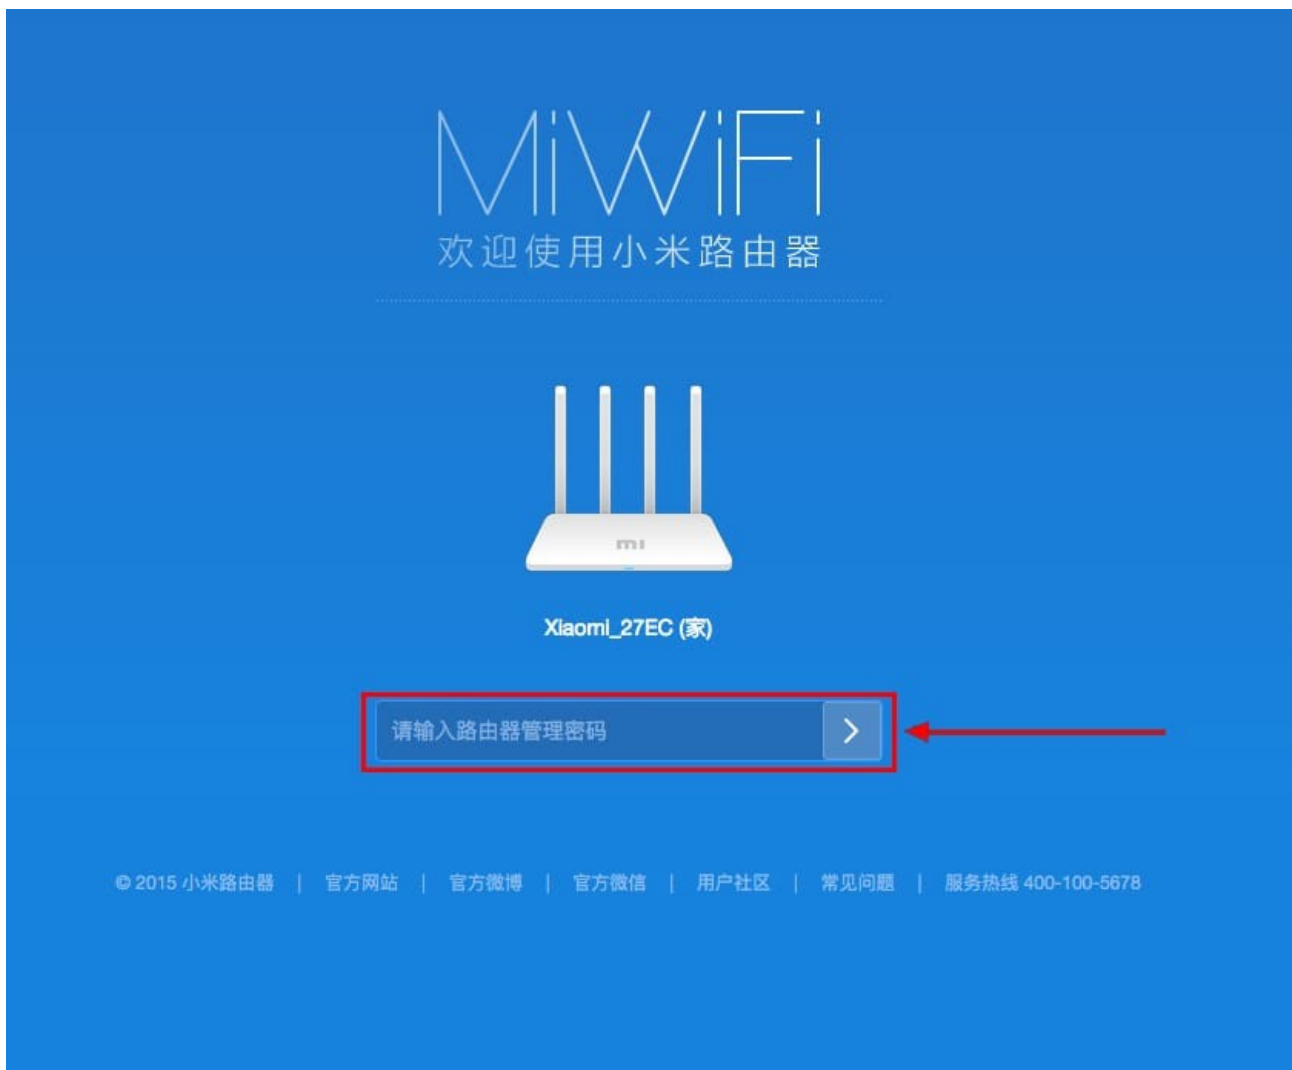 MiWiFi
欢迎使用小米路由器
mi
Xiaomi_27EC (家)
请输入路由器管理密码
© 2015 小米路由器 | 官方网站 | 官方微博 | 官方微信 | 用户社区 | 常见问题 | 服务热线 400-100-5678